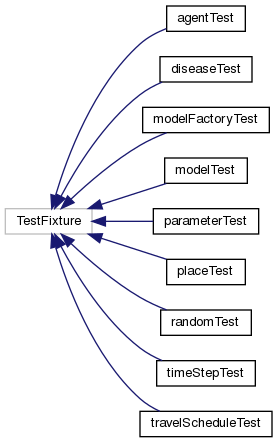 agentTest
diseaseTest
modelFactoryTest
modelTest
TestFixture
parameterTest
placeTest
randomTest
timeStepTest
travelScheduleTest